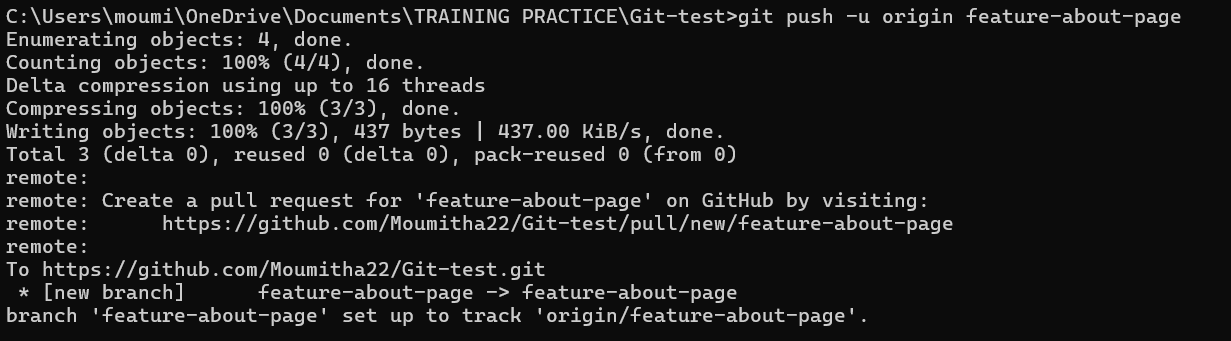 C:\Users\moumi\OneDrive\Documents\TRAINING PRACTICE\Git-test>git push -u origin feature-about-page
Enumerating objects: 4, done.
Counting objects: 100% (4/4), done.
Delta compression using up to 16 threads
Compressing objects: 100% (3/3), done.
Writing objects: 100% (3/3), 437 bytes | 437.00 KiB/s, done.
Total 3 (delta 0), reused 0 (delta 0), pack-reused 0 (from 0)
remote:
remote: Create a pull request for 'feature-about-page' on GitHub by visiting:
remote:      https://github.com/Moumitha22/Git-test/pull/new/feature-about-page
remote:
To https://github.com/Moumitha22/Git-test.git
 * [new branch]      feature-about-page -> feature-about-page
branch 'feature-about-page' set up to track 'origin/feature-about-page'.